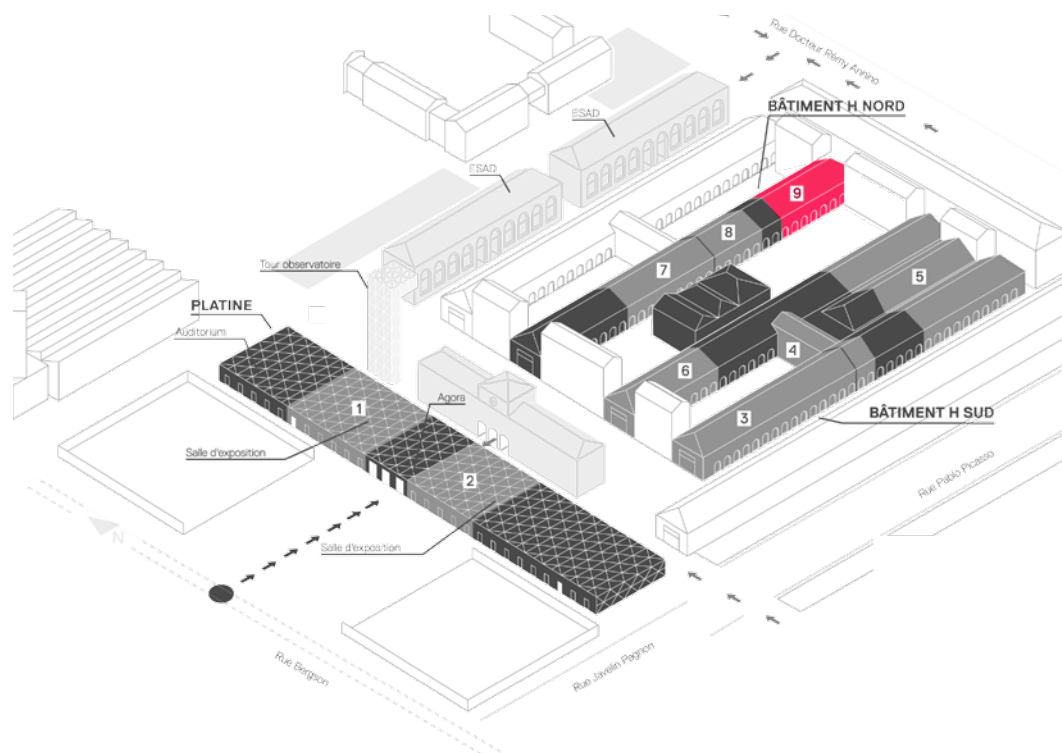 Rue Docteur Rémy Annino
BÂTIMENT H NORD
ESAD
ESAD
9
8
7
Tour observatoire
5
PLATINE
Auditorium
4
6
1
Agora
3
BÂTIMENT H SUD
Salle d'exposition
2
Rue Pablo Picasso
N
Salle d'exposition
Rue Bergson
Rue Javelin Pagnon